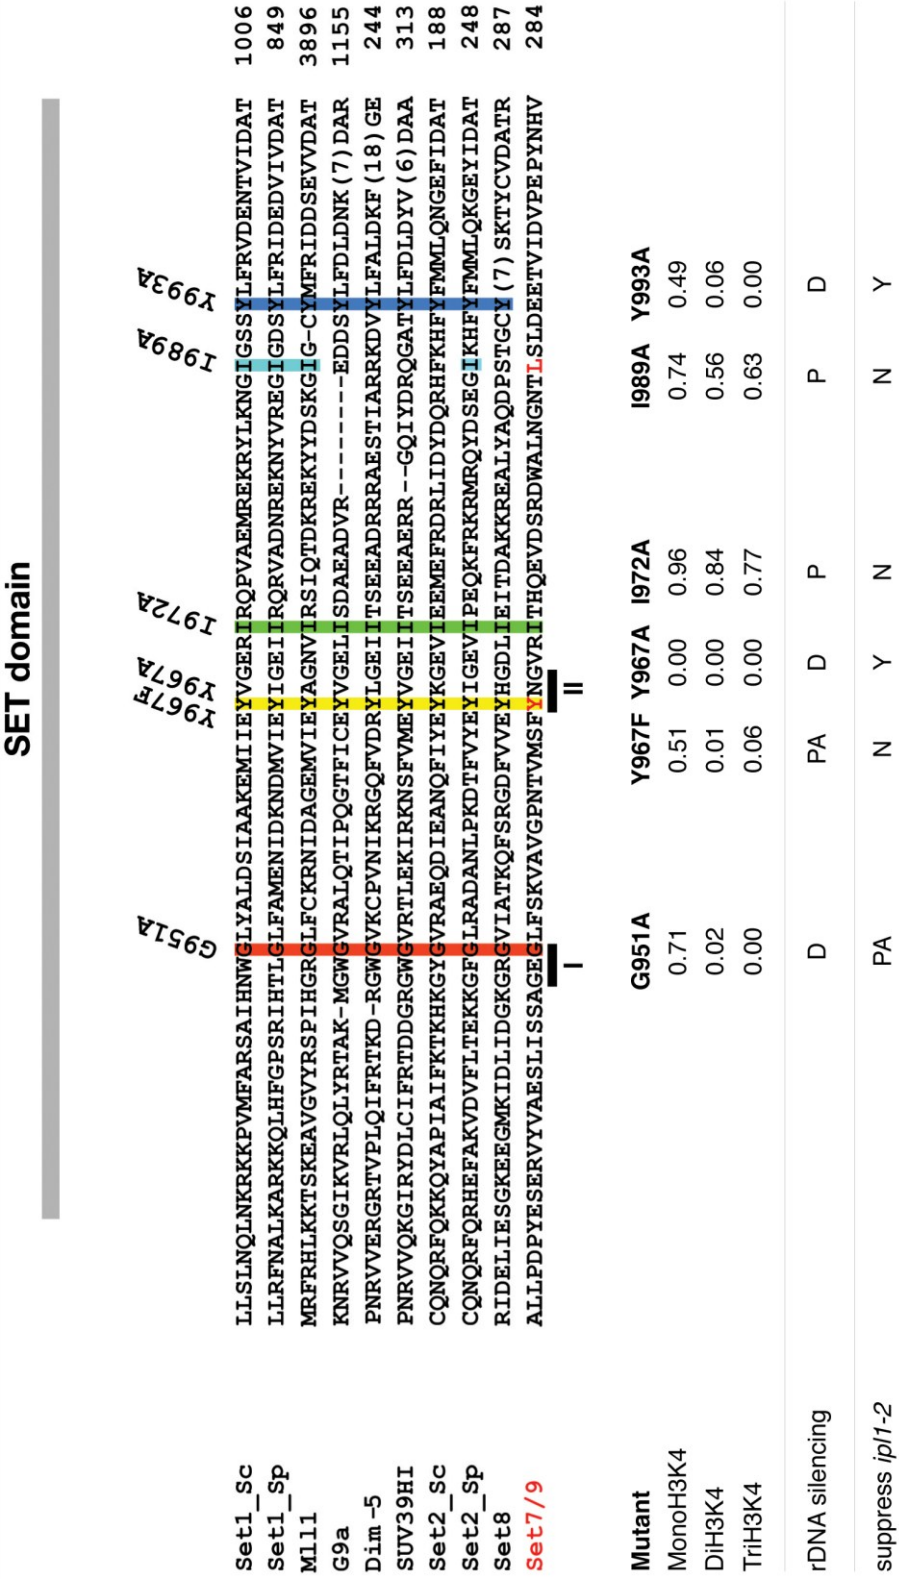 SET domain
G951A Y967F Y967A I972A I989A Y993A
Set1_Sc LLSLNQLNKRKKPVMFARSAIHNWGLYALDSIAAKEMIIEYVGERIRQPVAEMREKRYLKNGIGSSYLFRVDENTVIDAT 1006
Set1_Sp LLRFNALKARKKQLHFGPSRIHTLGLFAMENIDKNDMVIEYIGEIIRQRVADNREKNYVREGIGDSYLFRIDEDVIVDAT 849
Mll1 MRFRHLKKTSKEAVGVYRSPIHGRGLFCKRNIDAGEMVIEYAGNVIRSIQTDKREKYYDSKGIG-CYMFRIDDSEVVDAT 3896
G9a KNRVVQSGIKVRLQLYRTAK-MGWGVRALQTIPQGTFICEYVGELISDAEADVR--------EDDSYLFDLDNK(7)DAR 1155
Dim-5 PNRVVERGRTVPLQIFRTKD-RGWGVKCPVNIKRGQFVDRYLGEIITSEEADRRRAESTIARRKDVYLFALDKF(18)GE 244
SUV39HI PNRVVQKGIRYDLCIFRTDDGRGWGVRTLEKIRKNSFVMEYVGEIITSEEAERR--GQIYDRQGATYLFDLDYV(6)DAA 313
Set2_Sc CQNQRFQKKQYAPIAIFKTKHKGYGVRAEQDIEANQFIYEYKGEVIEEMEFRDRLIDYDQRHFKHFYFMMLQNGEFIDAT 188
Set2_Sp CQNQRFQRHEFAKVDVFLTEKKGFGLRADANLPKDTFVYEYIGEVIPEQKFRKRMRQYDSEGIKHFYFMMLQKGEYIDAT 248
Set8 RIDELIESGKEEGMKIDLIDGKGRGVIATKQFSRGDFVVEYHGDLIEITDAKKREALYAQDPSTGCY(7)SKTYCVDATR 287
Set7/9 ALLPDPYESERVYVAESLISSAGEGLFSKVAVGPNTVMSFYNGVRITHQEVDSRDWALNGNTLSLDEETVIDVPEPYNHV 284
I II
Mutant G951A Y967F Y967A I972A I989A Y993A
MonoH3K4 0.71 0.51 0.00 0.96 0.74 0.49
DiH3K4 0.02 0.01 0.00 0.84 0.56 0.06
TriH3K4 0.00 0.06 0.00 0.77 0.63 0.00
rDNA silencing D PA D P P D
suppress ipl1-2 PA N Y N N Y